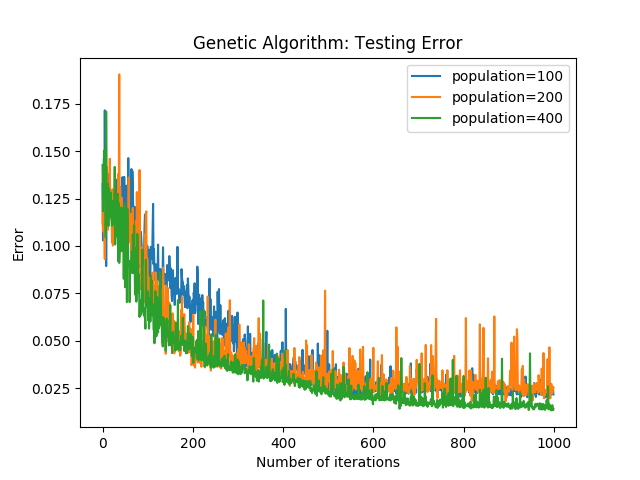 Genetic Algorithm: Testing Error
population=100
population=200
population=400
0.175
0.150
0.125
0.100
0.075
0.050
0.025
Error
0 200 400 600 800 1000
Number of iterations